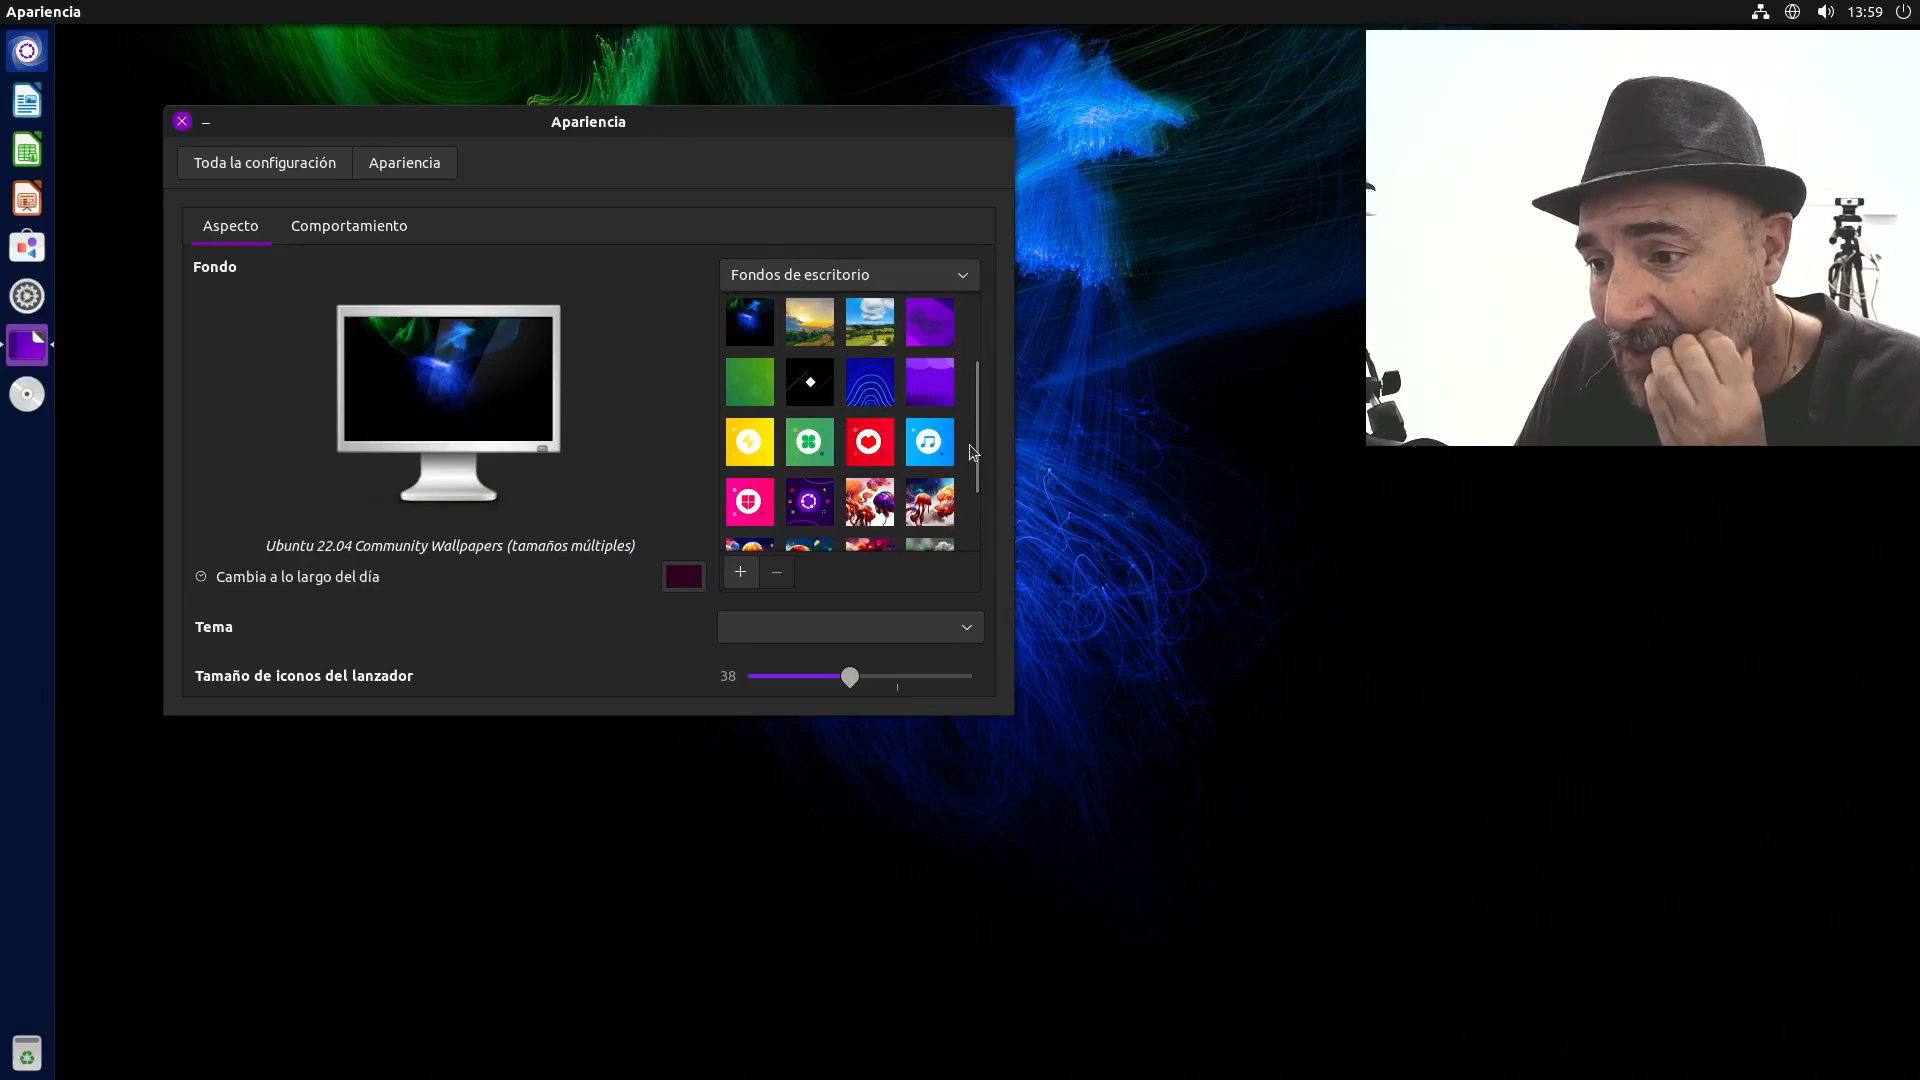 Apariencia
13:59
Apariencia
Toda la configuración
Apariencia
Aspecto
Comportamiento
Fondo
Fondos de escritorio
Ubuntu 22.04 Community Wallpapers (tamaños múltiples)
Cambia a lo largo del día
Tema
Tamaño de iconos del lanzador
38